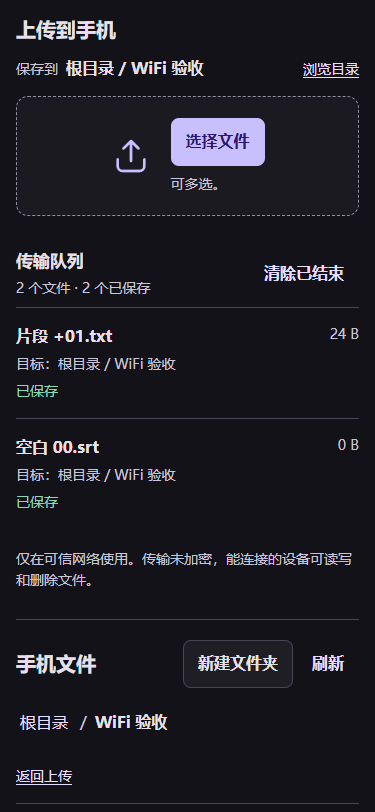 上传到手机
保存到 根目录 / WiFi 验收 浏览目录
选择文件
可多选。
传输队列
清除已结束
2 个文件 · 2 个已保存
片段 +01.txt 24 B
目标：根目录 / WiFi 验收
已保存
空白 00.srt 0 B
目标：根目录 / WiFi 验收
已保存
仅在可信网络使用。传输未加密，能连接的设备可读写
和删除文件。
手机文件 新建文件夹 刷新
根目录 / WiFi 验收
返回上传